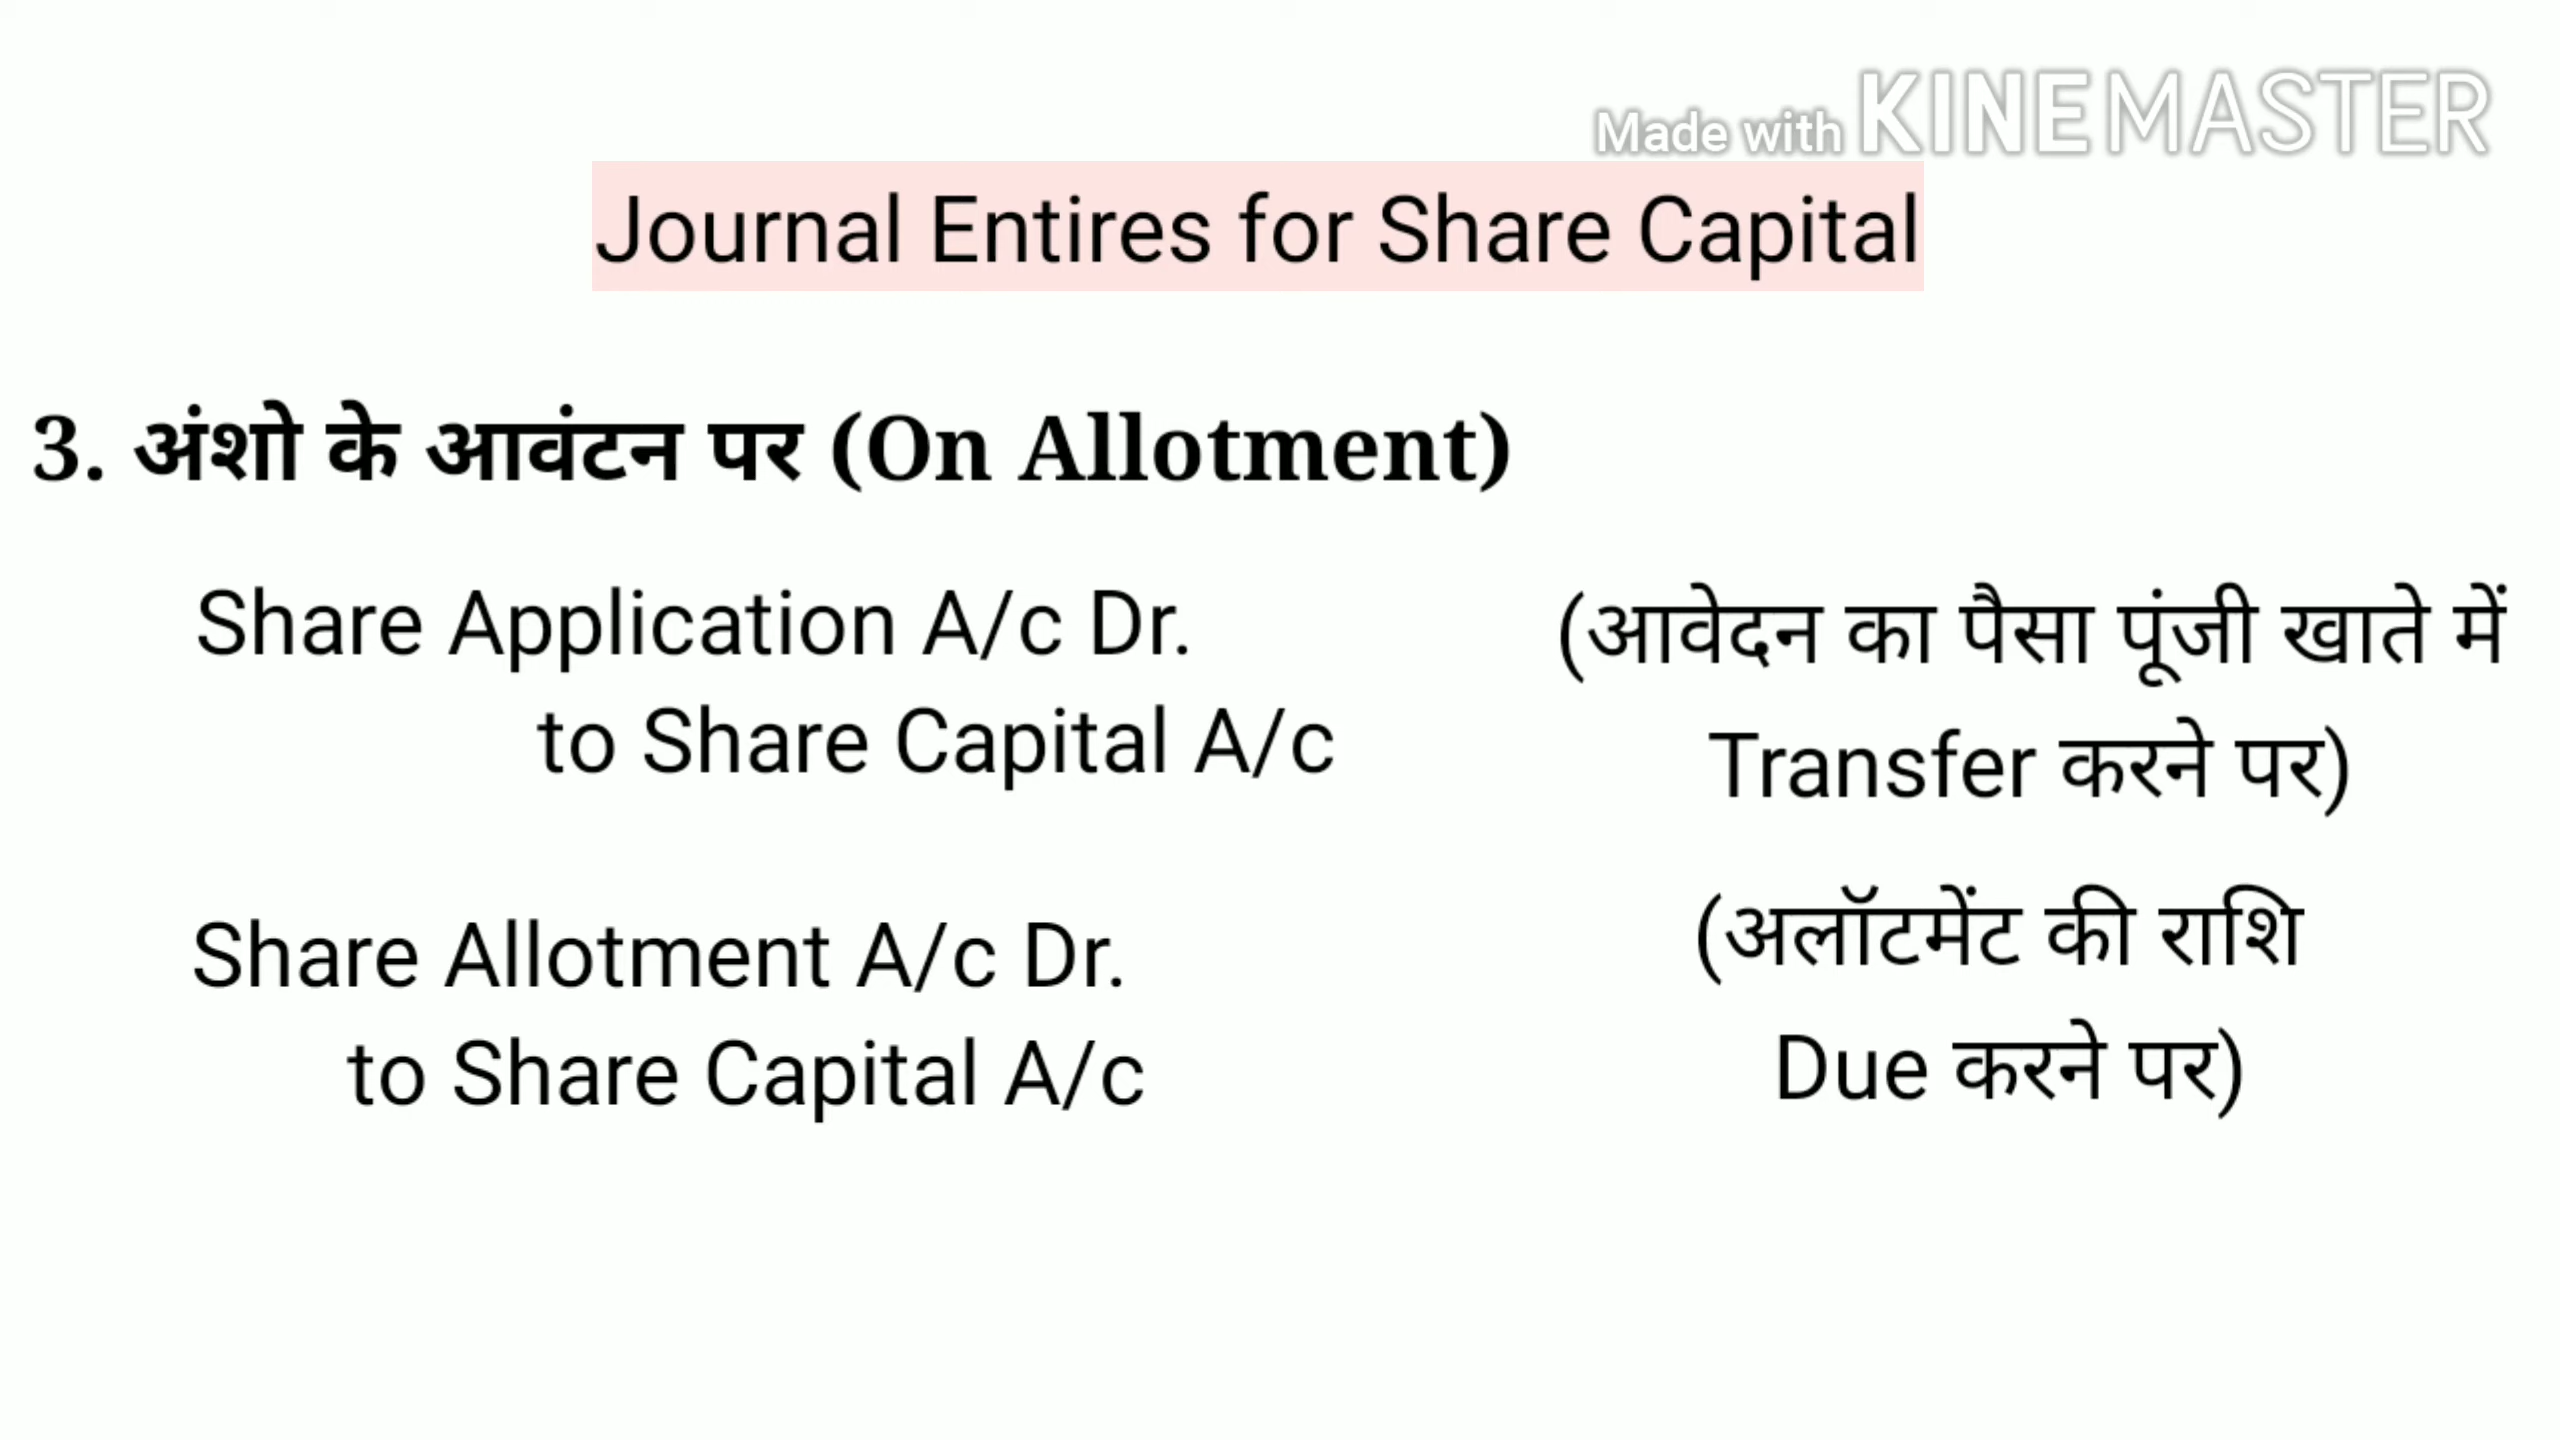 Made with KINEMASTER
Journal Entires for Share Capital
3. अंशो के आवंटन पर (On Allotment)
Share Application A/c Dr.
to Share Capital A/c
(आवेदन का पैसा पूंजी खाते में
Transfer करने पर)
Share Allotment A/c Dr.
to Share Capital A/c
(अलॉटमेंट की राशि
Due करने पर)